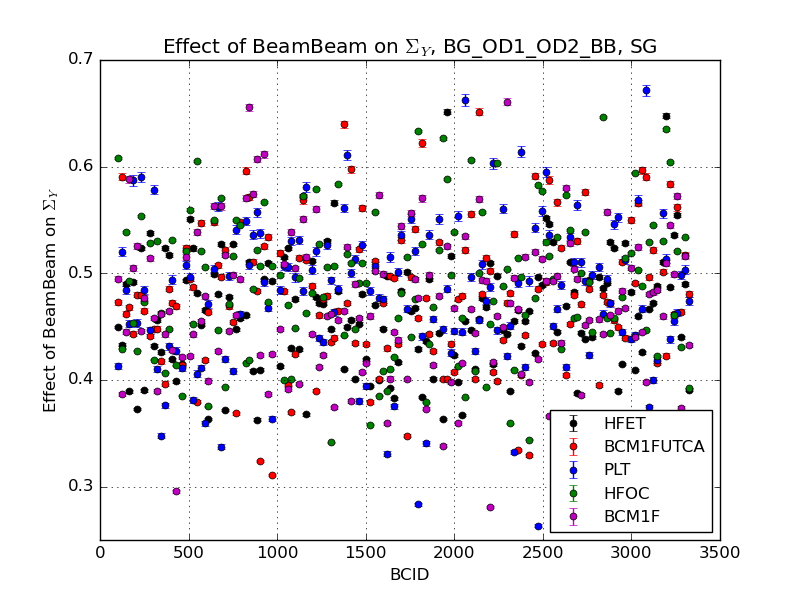 Effect of BeamBeam on Σ_Y, BG_OD1_OD2_BB, SG
Effect of BeamBeam on Σ_Y
0.7
0.6
0.5
0.4
0.3
HFET
BCM1FUTCA
PLT
HFOC
BCM1F
0 500 1000 1500 2000 2500 3000 3500
BCID